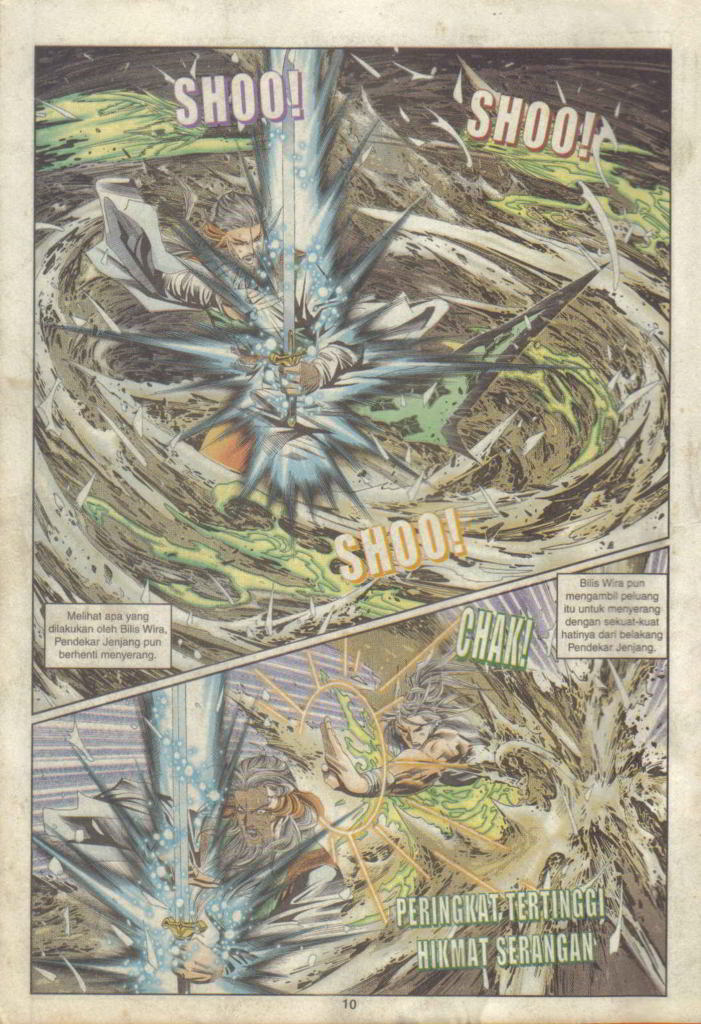 SHOO!
SHOO!
SHOO!
Melihat apa yang
dilakukan oleh Bilis Wira,
Pendekar Jenjang pun
berhenti menyerang.
Bilis Wira pun
mengambil peluang
itu untuk menyerang
dengan sekuat-kuat
hatinya dari belakang
Pendekar Jenjang.
CHAK!
PERINGKAT TERTINGGI
HIKMAT SERANGAN
10